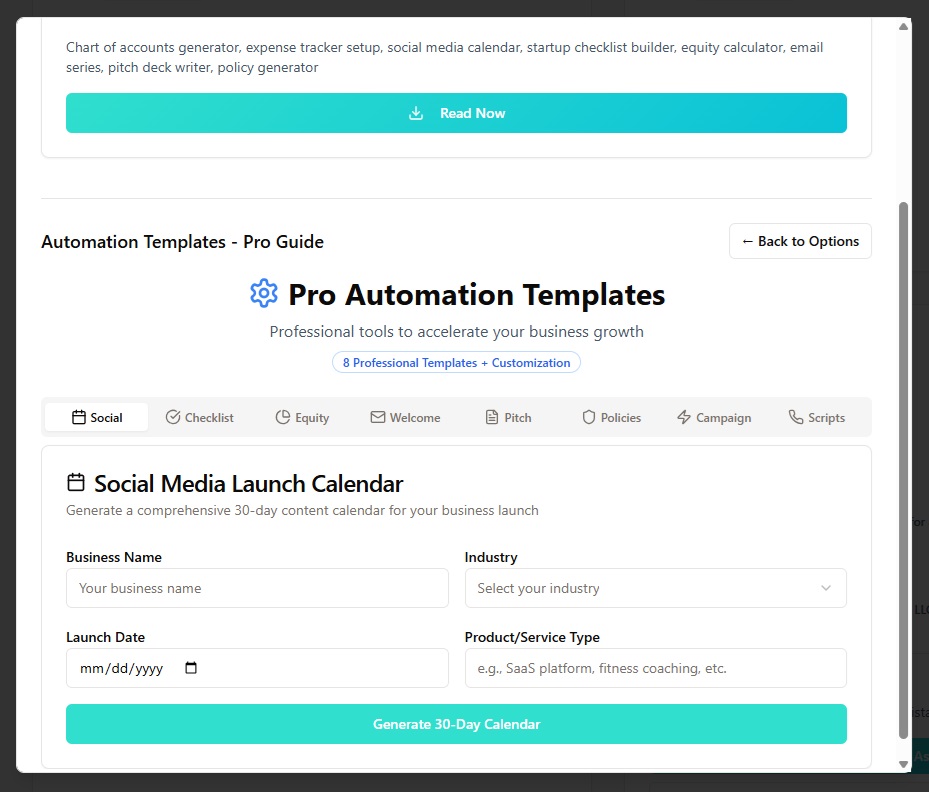 Chart of accounts generator, expense tracker setup, social media calendar, startup checklist builder, equity calculator, email
series, pitch deck writer, policy generator
Read Now
Automation Templates - Pro Guide
← Back to Options
Pro Automation Templates
Professional tools to accelerate your business growth
8 Professional Templates + Customization
Social
Checklist
Equity
Welcome
Pitch
Policies
Campaign
Scripts
Social Media Launch Calendar
Generate a comprehensive 30-day content calendar for your business launch
Business Name
Industry
Your business name
Select your industry
Launch Date
Product/Service Type
mm/dd/yyyy
e.g., SaaS platform, fitness coaching, etc.
Generate 30-Day Calendar